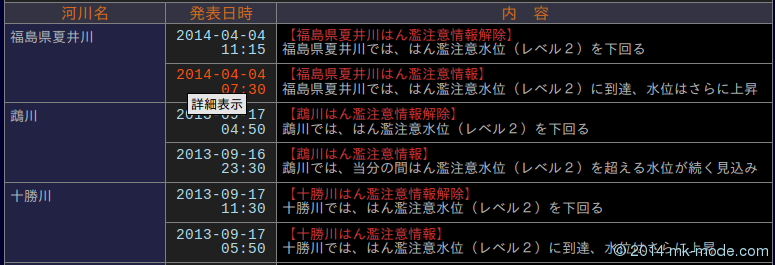 河川名 発表日時 内 容
福島県夏井川 2014-04-04 【福島県夏井川はん濫注意情報解除】
11:15 福島県夏井川では、はん濫注意水位（レベル２）を下回る
2014-04-04 【福島県夏井川はん濫注意情報】
07:30 福島県夏井川では、はん濫注意水位（レベル２）に到達、水位はさらに上昇
詳細表示
鵡川 2013-09-17 【鵡川はん濫注意情報解除】
04:50 鵡川では、はん濫注意水位（レベル２）を下回る
2013-09-16 【鵡川はん濫注意情報】
23:30 鵡川では、当分の間はん濫注意水位（レベル２）を超える水位が続く見込み
十勝川 2013-09-17 【十勝川はん濫注意情報解除】
11:30 十勝川では、はん濫注意水位（レベル２）を下回る
2013-09-17 【十勝川はん濫注意情報】
05:50 十勝川では、はん濫注意水位（レベル２）に到達、水位はさらに上昇
© 2014 mk-mode.com